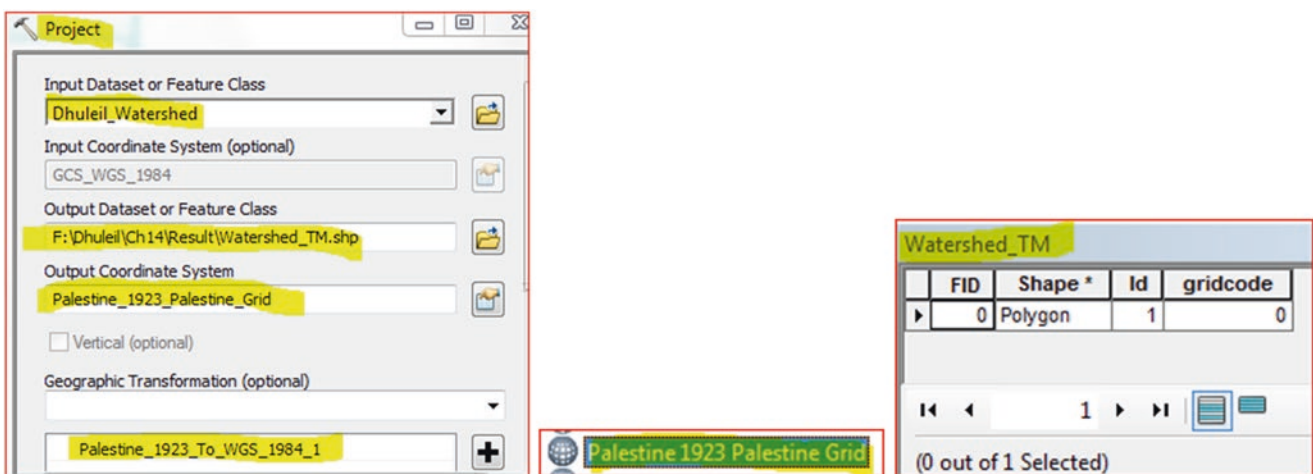 Project
Input Dataset or Feature Class
Dhuleil_Watershed
Input Coordinate System (optional)
GCS_WGS_1984
Output Dataset or Feature Class
F:\Dhuleil\Ch14\Result\Watershed_TM.shp
Output Coordinate System
Palestine_1923_Palestine_Grid
Vertical (optional)
Geographic Transformation (optional)
Palestine_1923_To_WGS_1984_1
Palestine 1923 Palestine Grid
Watershed_TM
FID Shape * Id gridcode
0 Polygon 1 0
1
(0 out of 1 Selected)